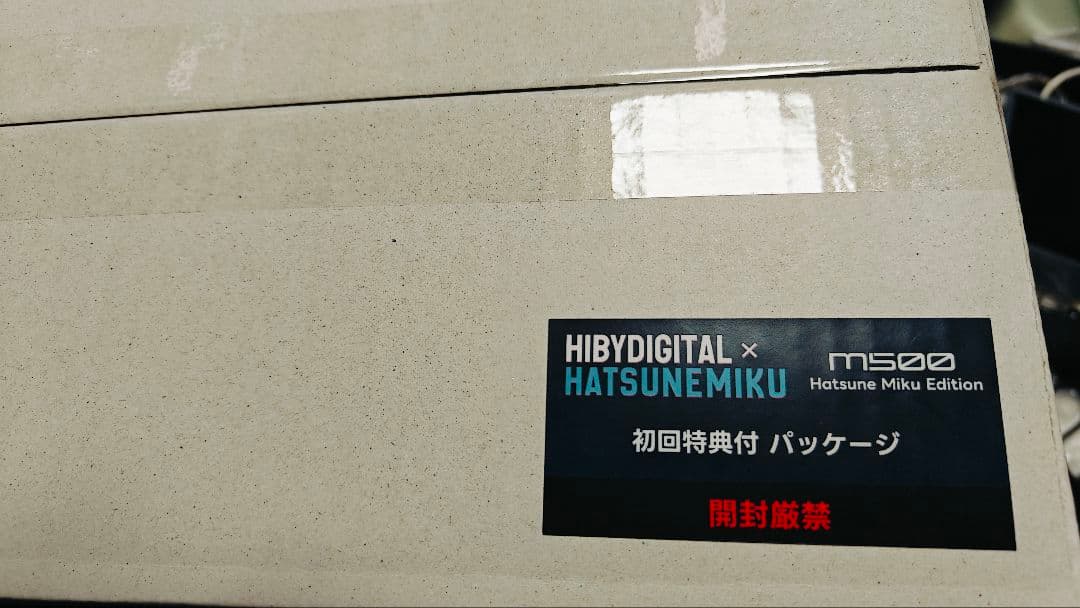 HIBYDIGITAL ×
HATSUNEMIKU
m500
Hatsune Miku Edition
初回特典付 パッケージ
開封厳禁